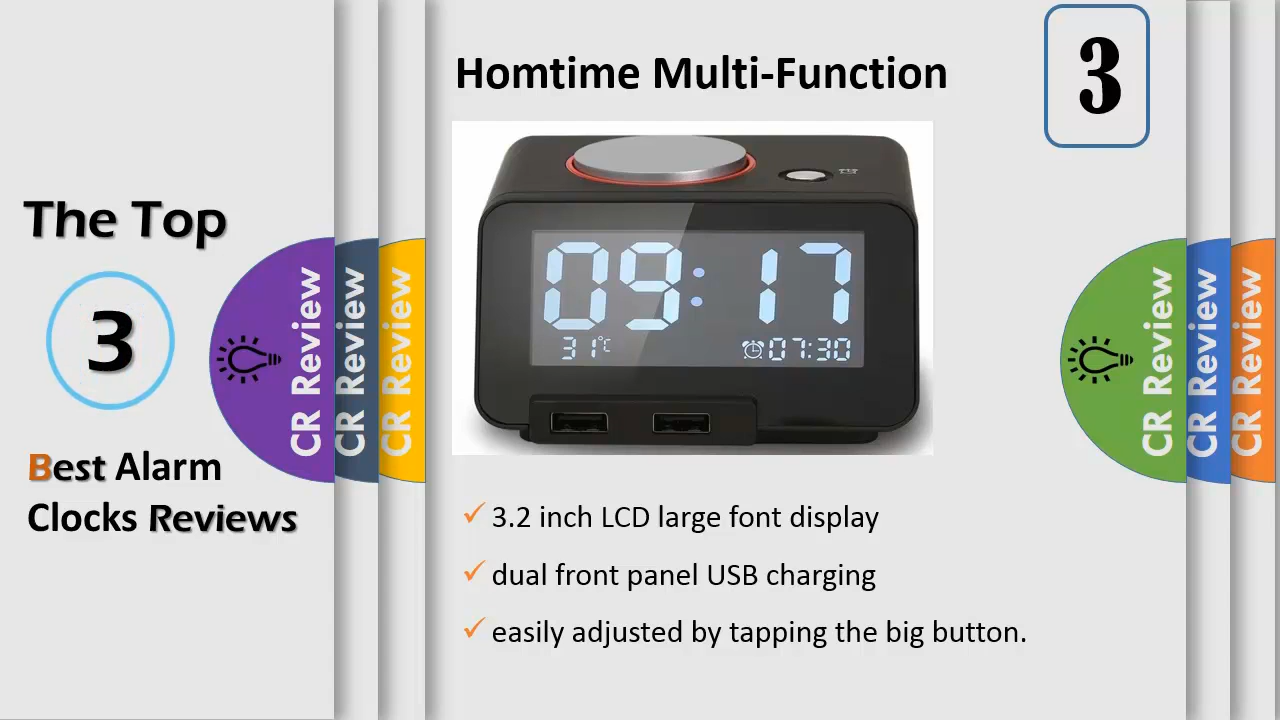 The Top
3
Best Alarm
Clocks Reviews
CR Review
CR Review
CR Review
Homtime Multi-Function
3
09:17
31°C
07:30
3.2 inch LCD large font display
dual front panel USB charging
easily adjusted by tapping the big button.
CR Review
CR Review
CR Review